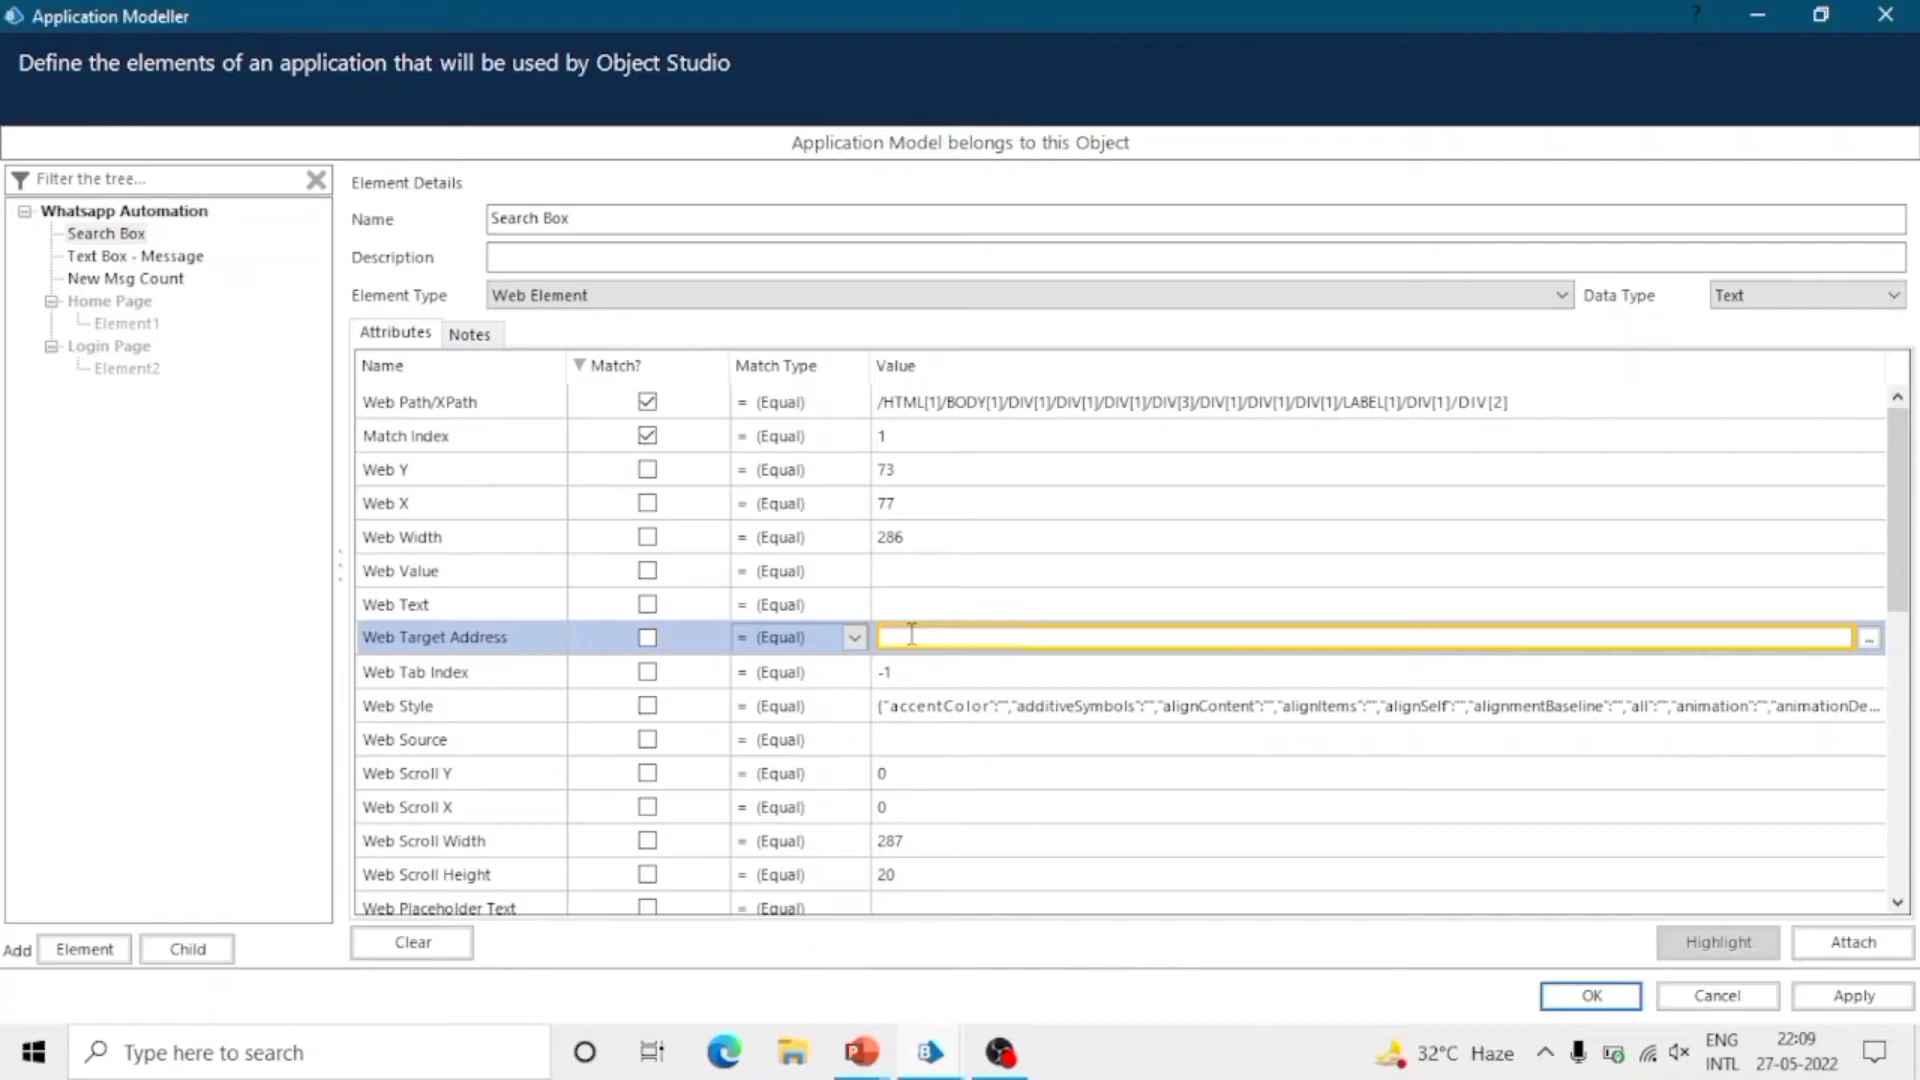 Application Modeller
?
Define the elements of an application that will be used by Object Studio
Application Model belongs to this Object
Filter the tree...
Whatsapp Automation
Search Box
Text Box - Message
New Msg Count
Home Page
Element1
Login Page
Element2
Add Element Child
Element Details
Name Search Box
Description
Element Type Web Element Data Type Text
Attributes Notes
Name Match? Match Type Value
Web Path/XPath = (Equal) /HTML[1]/BODY[1]/DIV[1]/DIV[1]/DIV[1]/DIV[3]/DIV[1]/DIV[1]/DIV[1]/LABEL[1]/DIV[1]/DIV[2]
Match Index = (Equal) 1
Web Y = (Equal) 73
Web X = (Equal) 77
Web Width = (Equal) 286
Web Value = (Equal)
Web Text = (Equal)
Web Target Address = (Equal) ...
Web Tab Index = (Equal) -1
Web Style = (Equal) {"accentColor":"","additiveSymbols":"","alignContent":"","alignItems":"","alignSelf":"","alignmentBaseline":"","all":"","animation":"","animationDe...
Web Source = (Equal)
Web Scroll Y = (Equal) 0
Web Scroll X = (Equal) 0
Web Scroll Width = (Equal) 287
Web Scroll Height = (Equal) 20
Web Placeholder Text = (Equal)
Clear Highlight Attach
OK Cancel Apply
Type here to search
32°C Haze
ENG
INTL
22:09
27-05-2022